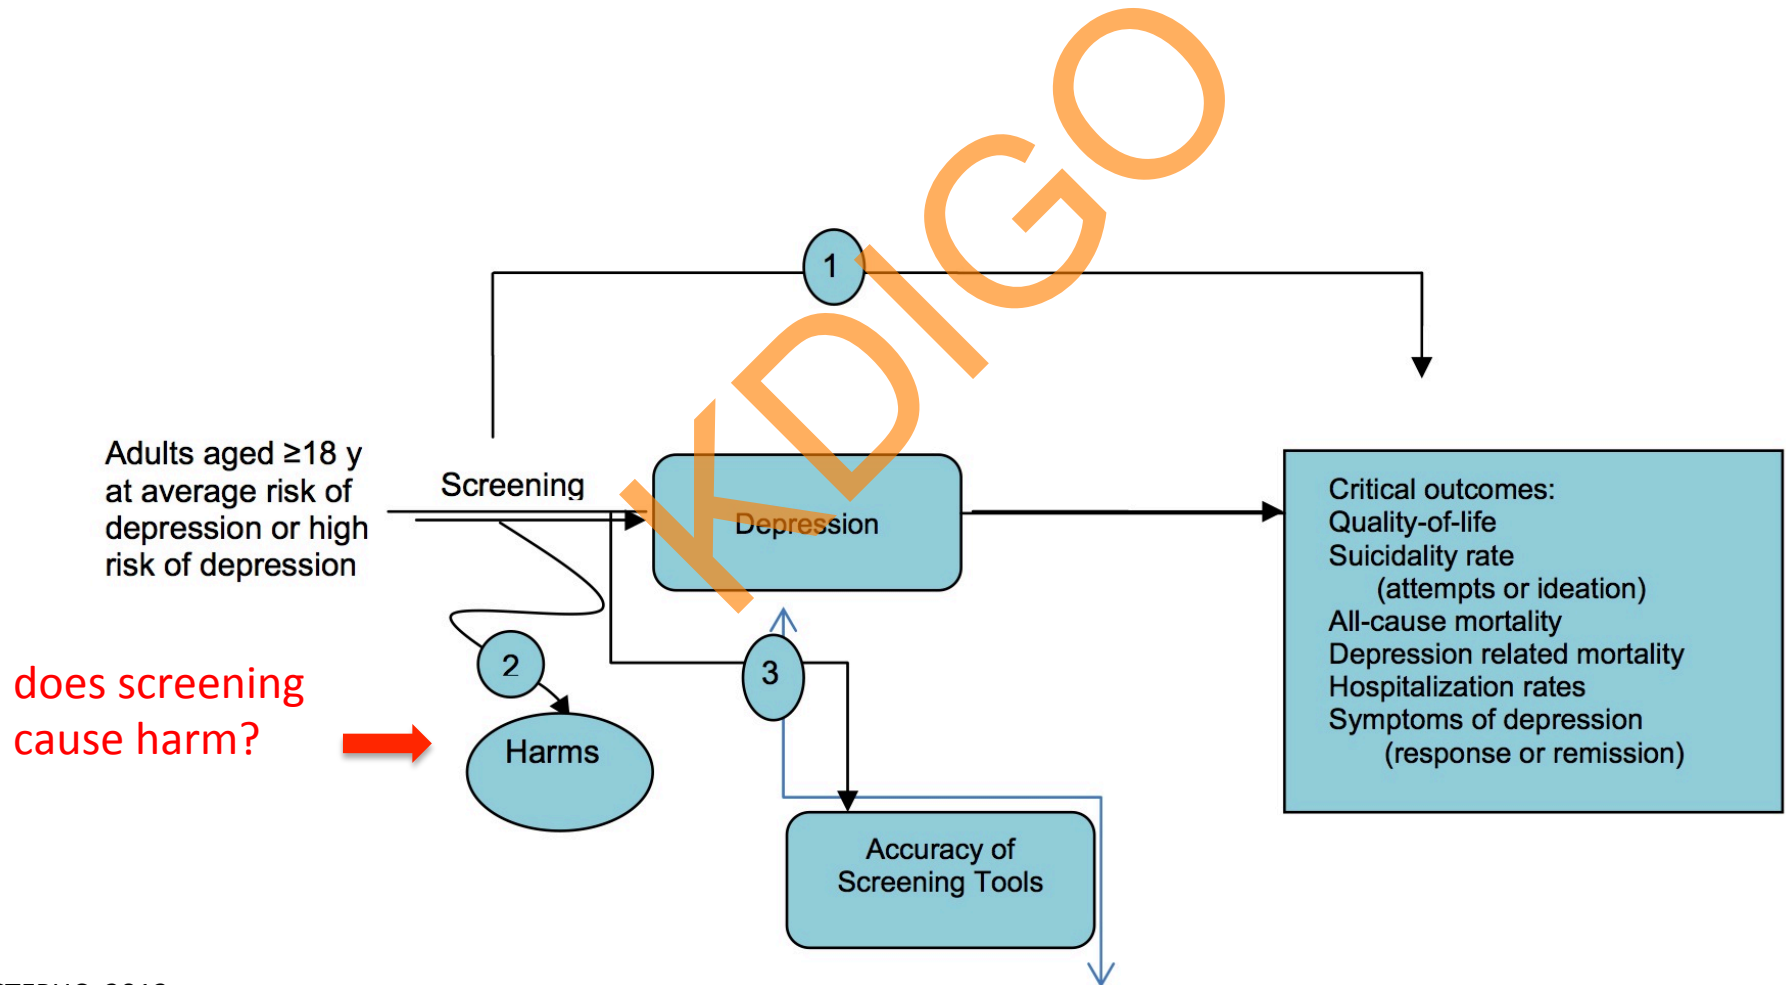 KDIGO
1
Adults aged ≥18 y
at average risk of
depression or high
risk of depression
Screening
Depression
Critical outcomes:
Quality-of-life
Suicidality rate
(attempts or ideation)
All-cause mortality
Depression related mortality
Hospitalization rates
Symptoms of depression
(response or remission)
2
3
does screening
cause harm?
Harms
Accuracy of
Screening Tools